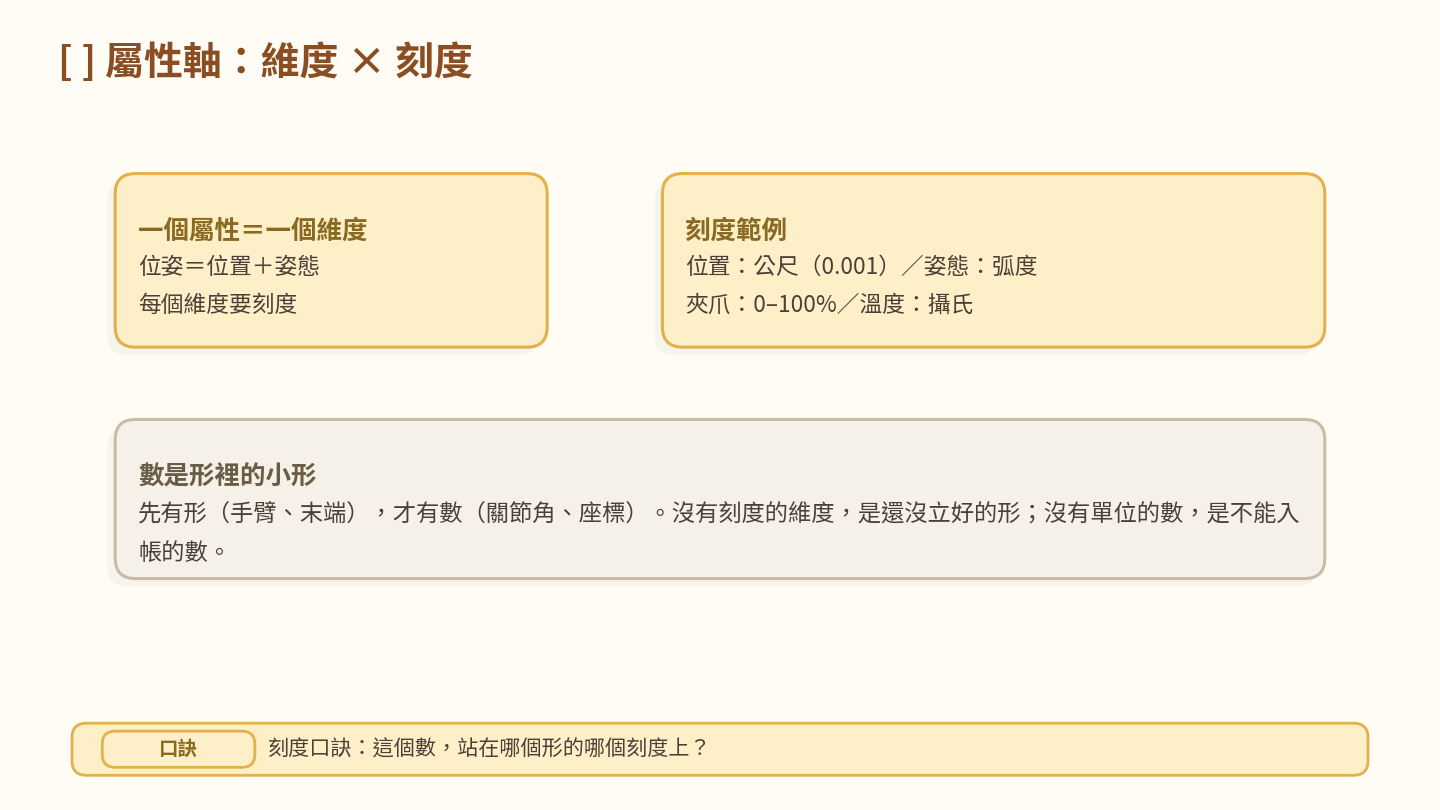 [ ] 屬性軸：維度 × 刻度
一個屬性＝一個維度
位姿＝位置＋姿態
每個維度要刻度
刻度範例
位置：公尺（0.001）／姿態：弧度
夾爪：0–100%／溫度：攝氏
數是形裡的小形
先有形（手臂、末端），才有數（關節角、座標）。沒有刻度的維度，是還沒立好的形；沒有單位的數，是不能入
帳的數。
口訣
刻度口訣：這個數，站在哪個形的哪個刻度上？